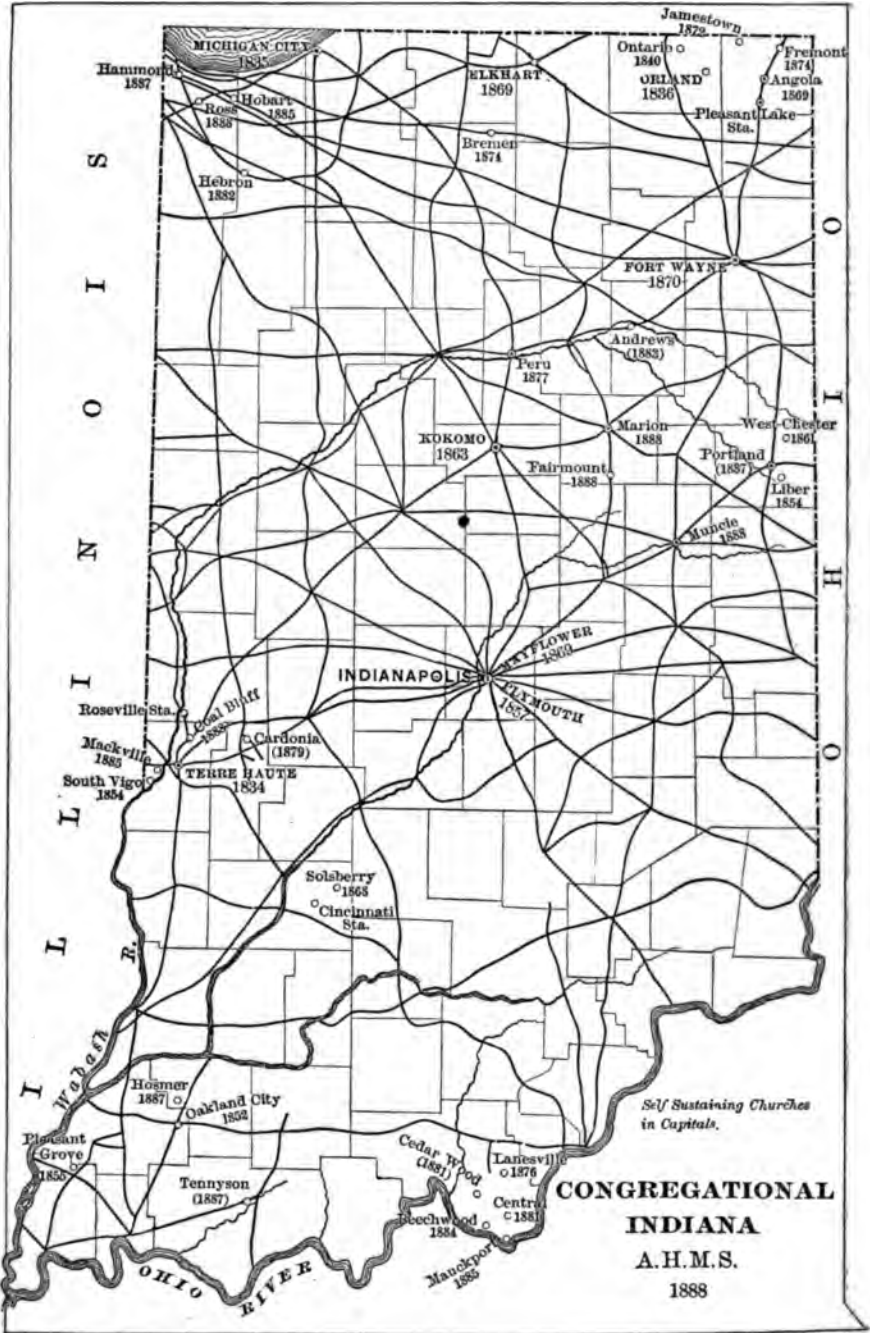 Jamestown
1872
MICHIGAN CITY
1835
Ontario
1840
Fremont
1874
Hammond
1887
ELKHART
1869
ORLAND
1836
Angola
1869
Ross
1888
Hobart
1885
Pleasant Lake
Sta.
Bremen
1874
Hebron
1882
FORT WAYNE
1870
Andrews
(1883)
Peru
1877
KOKOMO
1863
Marion
1888
West Chester
1861
Fairmount
1888
Portland
(1887)
Liber
1854
Muncie
1888
MAYFLOWER
1869
INDIANAPOLIS
PLYMOUTH
1857
Roseville Sta.
Coal Bluff
1888
Cardonia
(1879)
Mackville
1885
TERRE HAUTE
1834
South Vigo
1854
Solsberry
1868
Cincinnati
Sta.
ILLINOIS
OHIO
Wabash R.
Hosmer
1887
Oakland City
1852
Pleasant
Grove
1855
Tennyson
(1887)
Cedar Wood
(1881)
Lanesville
1876
Central
1881
Beechwood
1884
Mauckport
1885
OHIO RIVER
Self Sustaining Churches
in Capitals.
CONGREGATIONAL
INDIANA
A.H.M.S.
1888